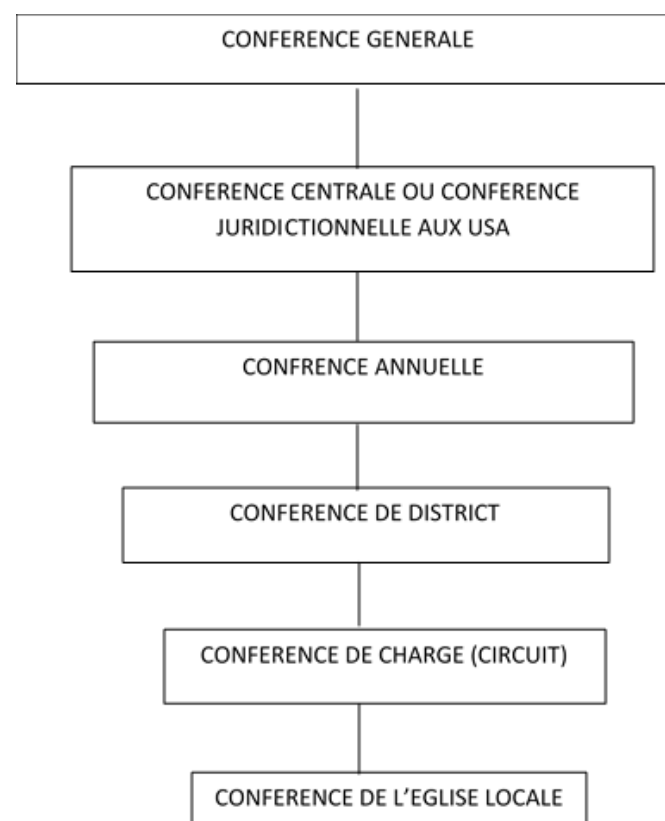 CONFERENCE GENERALE
CONFERENCE CENTRALE OU CONFERENCE
JURIDICTIONNELLE AUX USA
CONFRENCE ANNUELLE
CONFERENCE DE DISTRICT
CONFERENCE DE CHARGE (CIRCUIT)
CONFERENCE DE L’EGLISE LOCALE